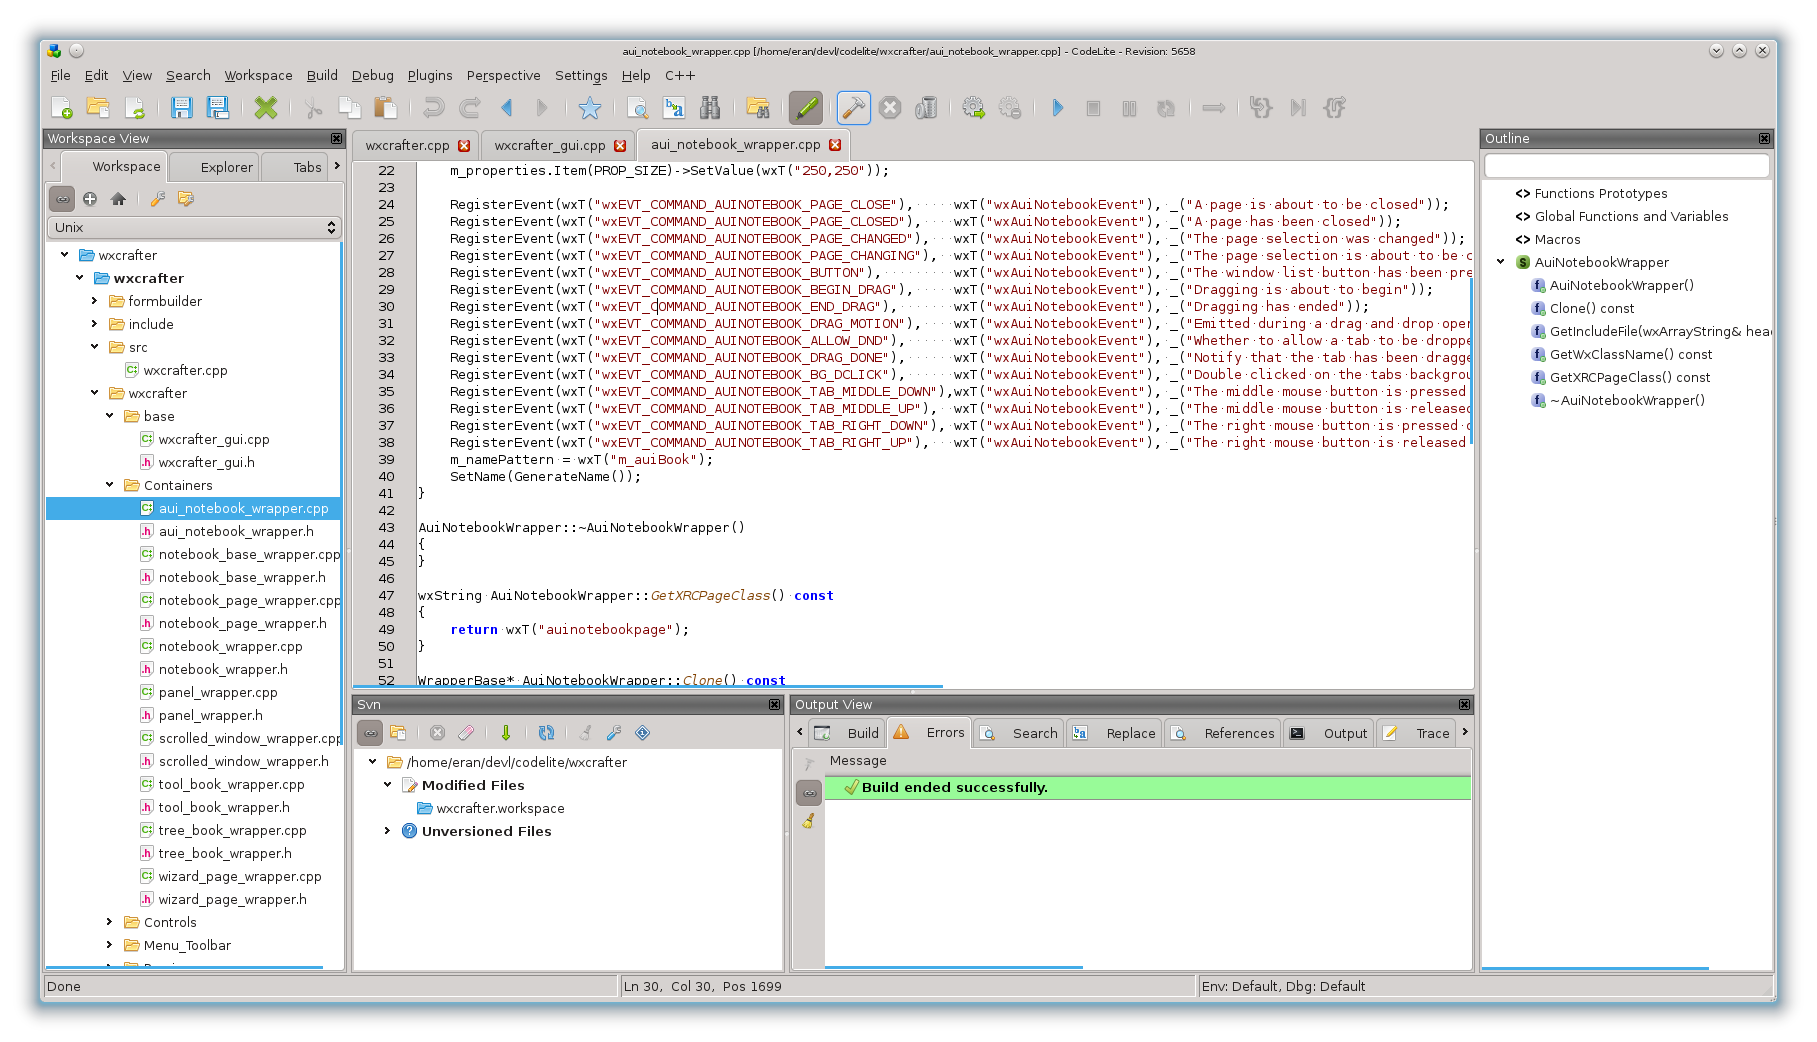 aui_notebook_wrapper.cpp [/home/eran/devl/codelite/wxcrafter/aui_notebook_wrapper.cpp] - CodeLite - Revision: 5658
File Edit View Search Workspace Build Debug Plugins Perspective Settings Help C++
Workspace View
Workspace Explorer Tabs
Unix
wxcrafter
wxcrafter
formbuilder
include
src
wxcrafter.cpp
wxcrafter
base
wxcrafter_gui.cpp
wxcrafter_gui.h
Containers
aui_notebook_wrapper.cpp
aui_notebook_wrapper.h
notebook_base_wrapper.cpp
notebook_base_wrapper.h
notebook_page_wrapper.cpp
notebook_page_wrapper.h
notebook_wrapper.cpp
notebook_wrapper.h
panel_wrapper.cpp
panel_wrapper.h
scrolled_window_wrapper.cpp
scrolled_window_wrapper.h
tool_book_wrapper.cpp
tool_book_wrapper.h
tree_book_wrapper.cpp
tree_book_wrapper.h
wizard_page_wrapper.cpp
wizard_page_wrapper.h
Controls
Menu_Toolbar
wxcrafter.cpp wxcrafter_gui.cpp aui_notebook_wrapper.cpp
22 m_properties.Item(PROP_SIZE)->SetValue(wxT("250,250"));
23
24 RegisterEvent(wxT("wxEVT_COMMAND_AUINOTEBOOK_PAGE_CLOSE"), wxT("wxAuiNotebookEvent"), _("A page is about to be closed"));
25 RegisterEvent(wxT("wxEVT_COMMAND_AUINOTEBOOK_PAGE_CLOSED"), wxT("wxAuiNotebookEvent"), _("A page has been closed"));
26 RegisterEvent(wxT("wxEVT_COMMAND_AUINOTEBOOK_PAGE_CHANGED"), wxT("wxAuiNotebookEvent"), _("The page selection was changed"));
27 RegisterEvent(wxT("wxEVT_COMMAND_AUINOTEBOOK_PAGE_CHANGING"), wxT("wxAuiNotebookEvent"), _("The page selection is about to be c
28 RegisterEvent(wxT("wxEVT_COMMAND_AUINOTEBOOK_BUTTON"), wxT("wxAuiNotebookEvent"), _("The window list button has been pre
29 RegisterEvent(wxT("wxEVT_COMMAND_AUINOTEBOOK_BEGIN_DRAG"), wxT("wxAuiNotebookEvent"), _("Dragging is about to begin"));
30 RegisterEvent(wxT("wxEVT_COMMAND_AUINOTEBOOK_END_DRAG"), wxT("wxAuiNotebookEvent"), _("Dragging has ended"));
31 RegisterEvent(wxT("wxEVT_COMMAND_AUINOTEBOOK_DRAG_MOTION"), wxT("wxAuiNotebookEvent"), _("Emitted during a drag and drop oper
32 RegisterEvent(wxT("wxEVT_COMMAND_AUINOTEBOOK_ALLOW_DND"), wxT("wxAuiNotebookEvent"), _("Whether to allow a tab to be droppe
33 RegisterEvent(wxT("wxEVT_COMMAND_AUINOTEBOOK_DRAG_DONE"), wxT("wxAuiNotebookEvent"), _("Notify that the tab has been dragge
34 RegisterEvent(wxT("wxEVT_COMMAND_AUINOTEBOOK_BG_DCLICK"), wxT("wxAuiNotebookEvent"), _("Double clicked on the tabs backgrou
35 RegisterEvent(wxT("wxEVT_COMMAND_AUINOTEBOOK_TAB_MIDDLE_DOWN"),wxT("wxAuiNotebookEvent"), _("The middle mouse button is pressed
36 RegisterEvent(wxT("wxEVT_COMMAND_AUINOTEBOOK_TAB_MIDDLE_UP"), wxT("wxAuiNotebookEvent"), _("The middle mouse button is released
37 RegisterEvent(wxT("wxEVT_COMMAND_AUINOTEBOOK_TAB_RIGHT_DOWN"), wxT("wxAuiNotebookEvent"), _("The right mouse button is pressed o
38 RegisterEvent(wxT("wxEVT_COMMAND_AUINOTEBOOK_TAB_RIGHT_UP"), wxT("wxAuiNotebookEvent"), _("The right mouse button is released
39 m_namePattern = wxT("m_auiBook");
40 SetName(GenerateName());
41 }
42
43 AuiNotebookWrapper::~AuiNotebookWrapper()
44 {
45 }
46
47 wxString AuiNotebookWrapper::GetXRCPageClass() const
48 {
49 return wxT("auinotebookpage");
50 }
51
52 WrapperBase* AuiNotebookWrapper::Clone() const
Svn
/home/eran/devl/codelite/wxcrafter
Modified Files
wxcrafter.workspace
Unversioned Files
Output View
Build Errors Search Replace References Output Trace
Message
Build ended successfully.
Outline
<> Functions Prototypes
<> Global Functions and Variables
<> Macros
AuiNotebookWrapper
AuiNotebookWrapper()
Clone() const
GetIncludeFile(wxArrayString& hea
GetWxClassName() const
GetXRCPageClass() const
~AuiNotebookWrapper()
Done
Ln 30, Col 30, Pos 1699
Env: Default, Dbg: Default